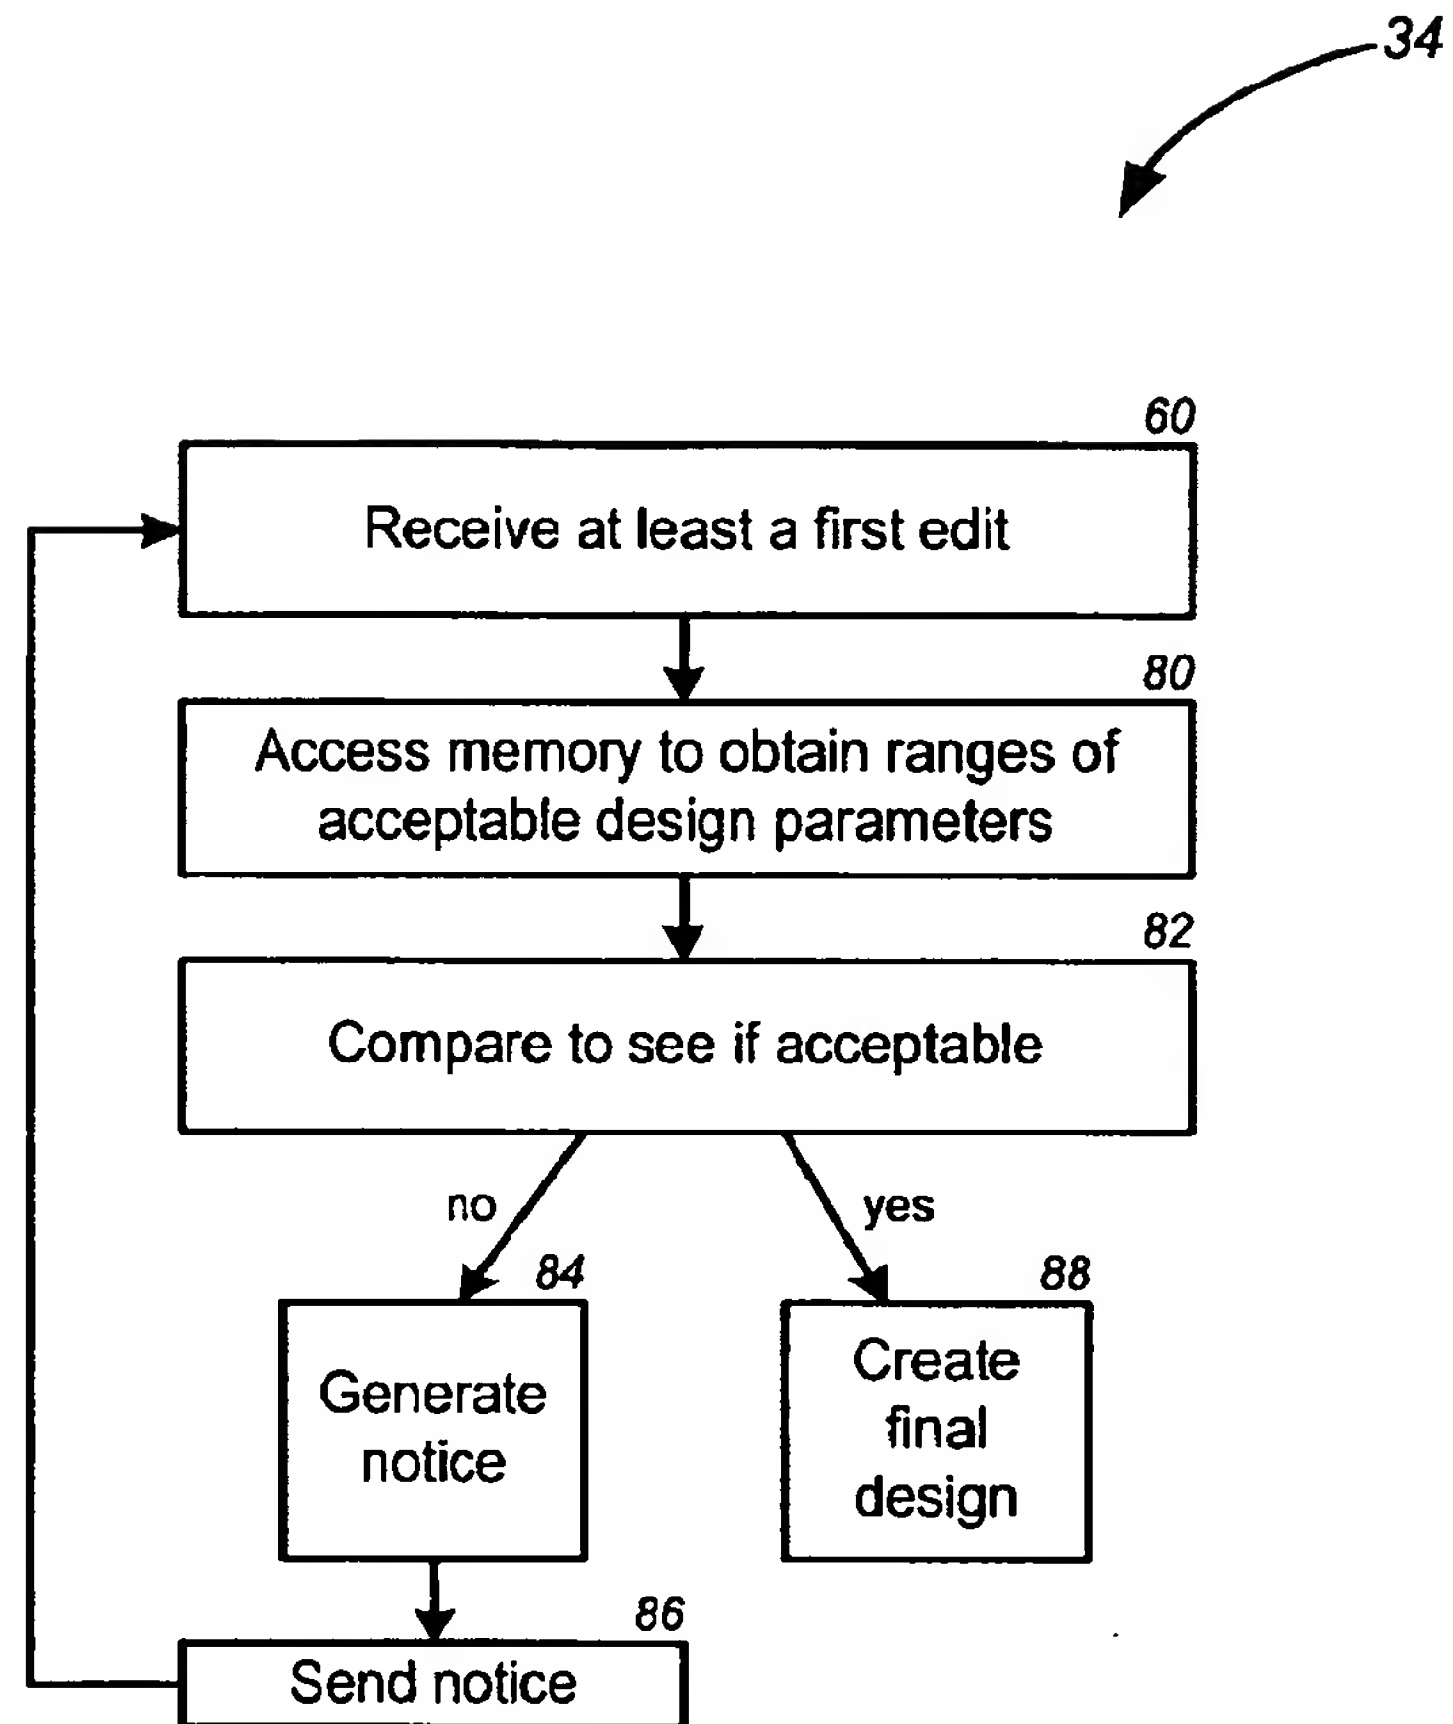 34
60
Receive at least a first edit
80
Access memory to obtain ranges of
acceptable design parameters
82
Compare to see if acceptable
no
yes
84
88
Generate
notice
Create
final
design
86
Send notice